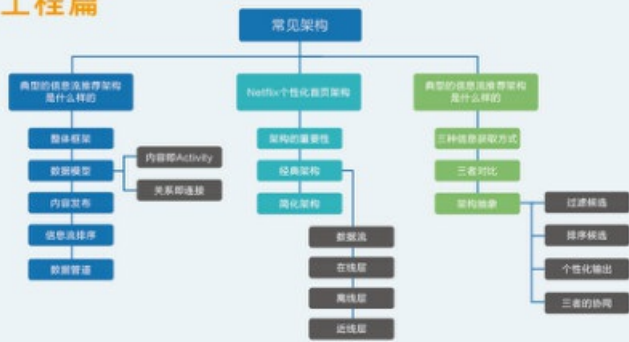 工程篇
常见架构
典型的信息流推荐架构
是什么样的
Netflix个性化首页架构
典型的信息流推荐架构
是什么样的
整体框架
数据模型
内容发布
信息流排序
数据管道
内容即Activity
关系即连接
架构的重要性
经典架构
简化架构
数据流
在线层
离线层
近线层
三种信息获取方式
三者对比
架构抽象
过滤候选
排序候选
个性化输出
三者的协同